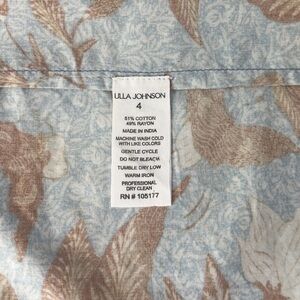 ULLA JOHNSON
4
51% COTTON
49% RAYON
MADE IN INDIA
MACHINE WASH COLD
WITH LIKE COLORS
GENTLE CYCLE
DO NOT BLEACH
TUMBLE DRY LOW
WARM IRON
PROFESSIONAL
DRY CLEAN
RN # 105177